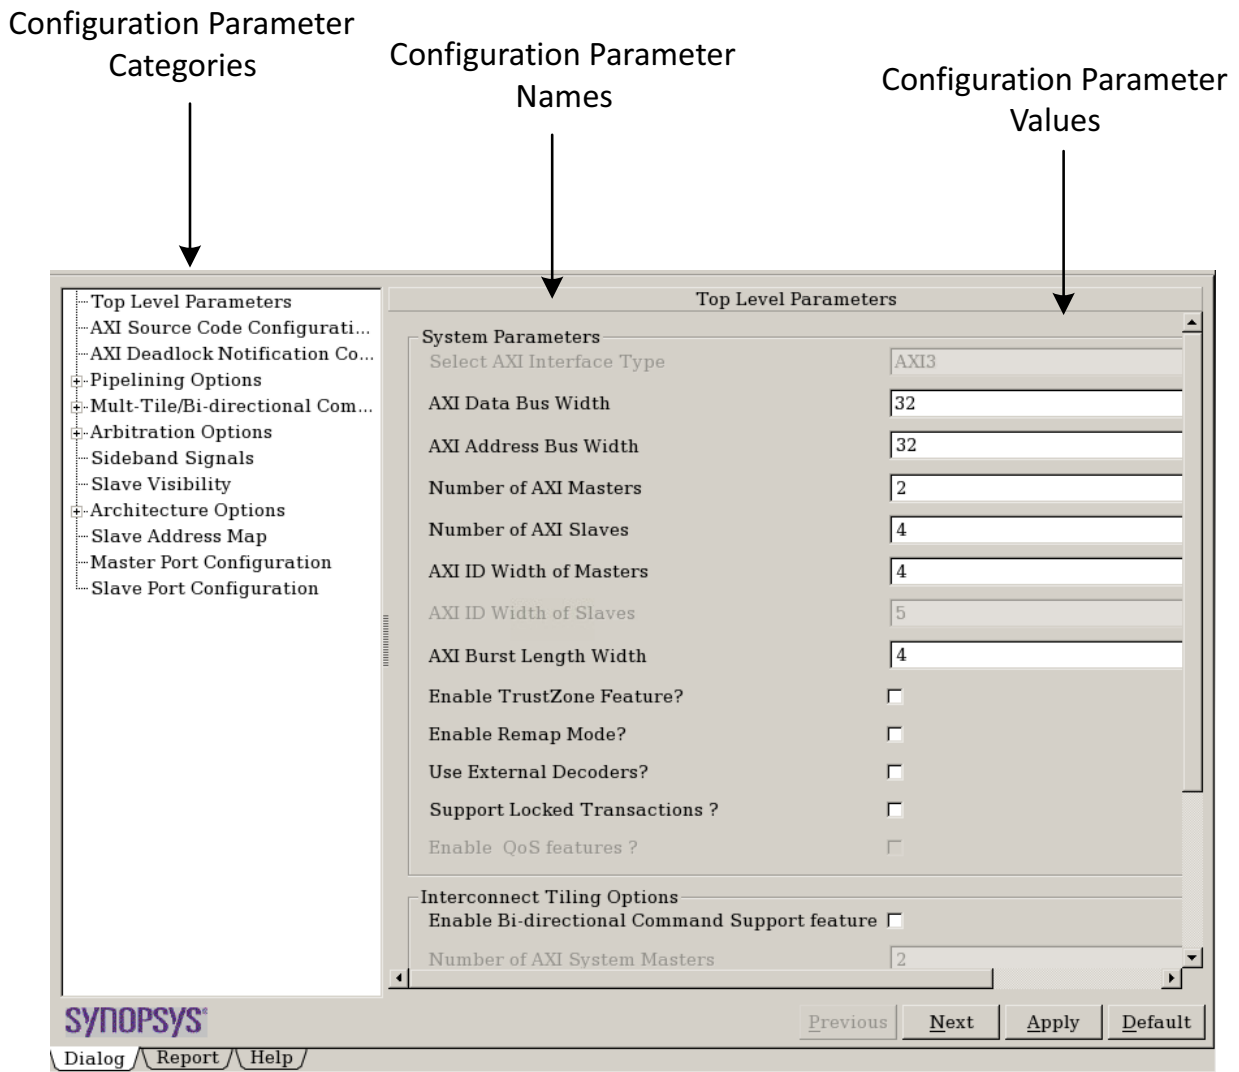 Configuration Parameter
Categories
Configuration Parameter
Names
Configuration Parameter
Values
Top Level Parameters
AXI Source Code Configurati...
AXI Deadlock Notification Co...
Pipelining Options
Mult-Tile/Bi-directional Com...
Arbitration Options
Sideband Signals
Slave Visibility
Architecture Options
Slave Address Map
Master Port Configuration
Slave Port Configuration
Top Level Parameters
System Parameters
Select AXI Interface Type AXI3
AXI Data Bus Width 32
AXI Address Bus Width 32
Number of AXI Masters 2
Number of AXI Slaves 4
AXI ID Width of Masters 4
AXI ID Width of Slaves 5
AXI Burst Length Width 4
Enable TrustZone Feature?
Enable Remap Mode?
Use External Decoders?
Support Locked Transactions ?
Enable QoS features ?
Interconnect Tiling Options
Enable Bi-directional Command Support feature
Number of AXI System Masters 2
SYNOPSYS
Previous Next Apply Default
Dialog Report Help